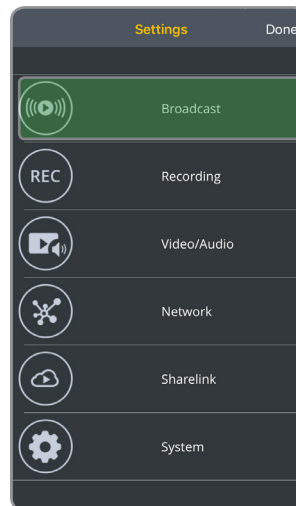 Settings
Done
Broadcast
REC
Recording
Video/Audio
Network
Sharelink
System